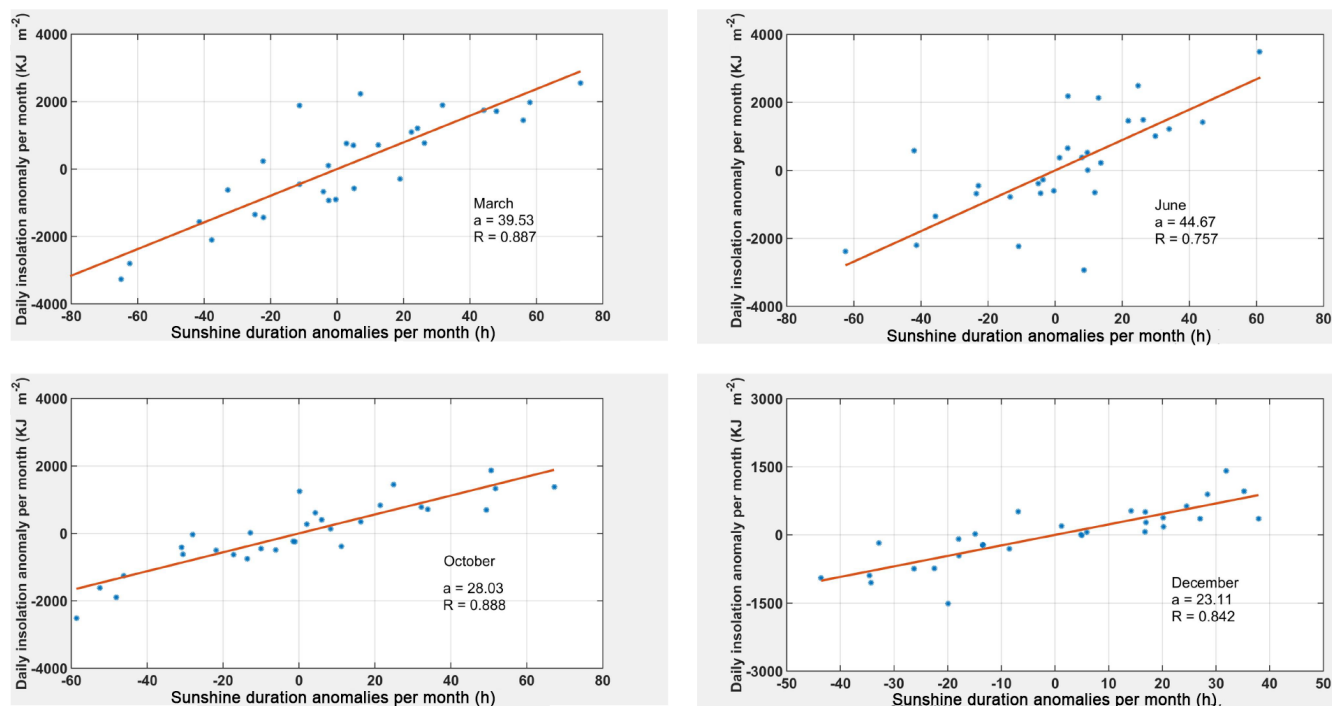 Daily insolation anomaly per month (KJ m-2)
4000
2000
0
-2000
-4000
March
a = 39.53
R = 0.887
-80 -60 -40 -20 0 20 40 60 80
Sunshine duration anomalies per month (h)
Daily insolation anomaly per month (KJ m-2)
4000
2000
0
-2000
-4000
June
a = 44.67
R = 0.757
-80 -60 -40 -20 0 20 40 60 80
Sunshine duration anomalies per month (h)
Daily insolation anomaly per month (KJ m-2)
4000
2000
0
-2000
-4000
October
a = 28.03
R = 0.888
-60 -40 -20 0 20 40 60 80
Sunshine duration anomalies per month (h)
Daily insolation anomaly per month (KJ m-2)
3000
1500
0
-1500
-3000
December
a = 23.11
R = 0.842
-50 -40 -30 -20 -10 0 10 20 30 40 50
Sunshine duration anomalies per month (h)